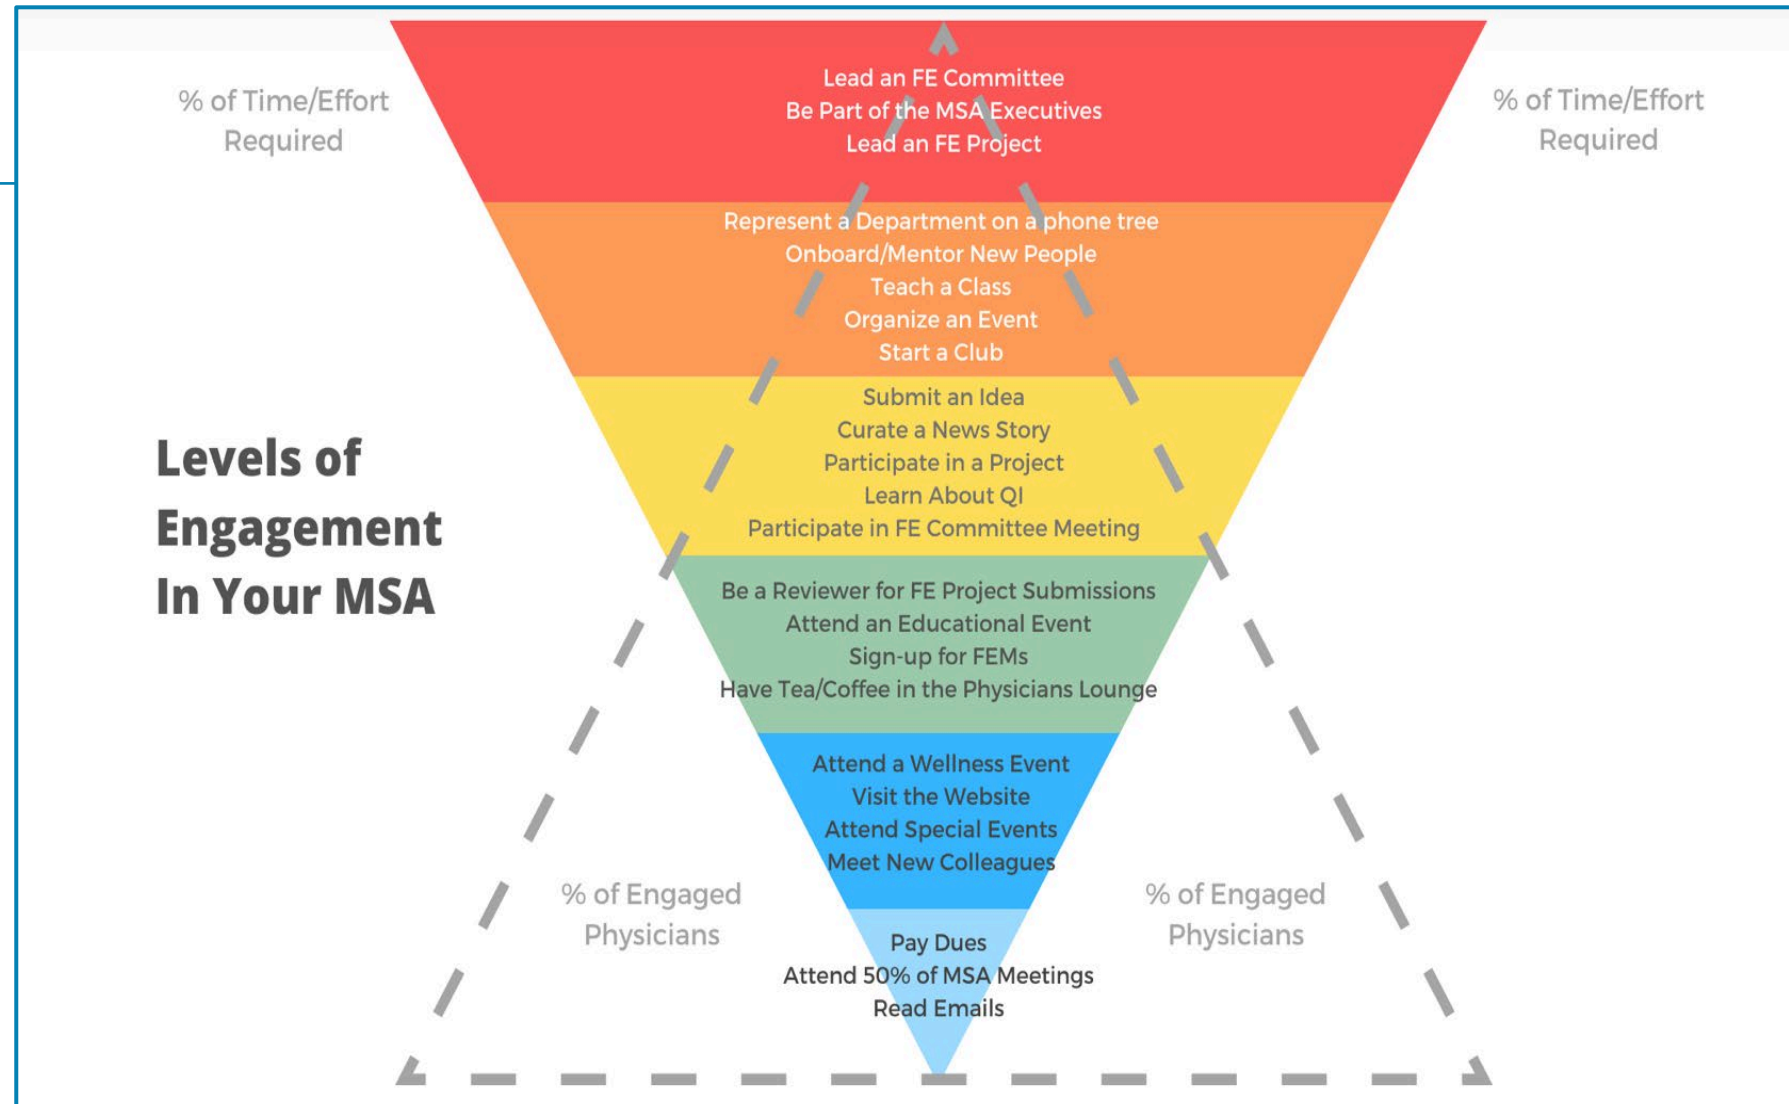 % of Time/Effort
Required
% of Time/Effort
Required
Lead an FE Committee
Be Part of the MSA Executives
Lead an FE Project
Represent a Department on a phone tree
Onboard/Mentor New People
Teach a Class
Organize an Event
Start a Club
Submit an Idea
Curate a News Story
Participate in a Project
Learn About QI
Participate in FE Committee Meeting
Levels of
Engagement
In Your MSA
Be a Reviewer for FE Project Submissions
Attend an Educational Event
Sign-up for FEMs
Have Tea/Coffee in the Physicians Lounge
Attend a Wellness Event
Visit the Website
Attend Special Events
Meet New Colleagues
% of Engaged
Physicians
% of Engaged
Physicians
Pay Dues
Attend 50% of MSA Meetings
Read Emails